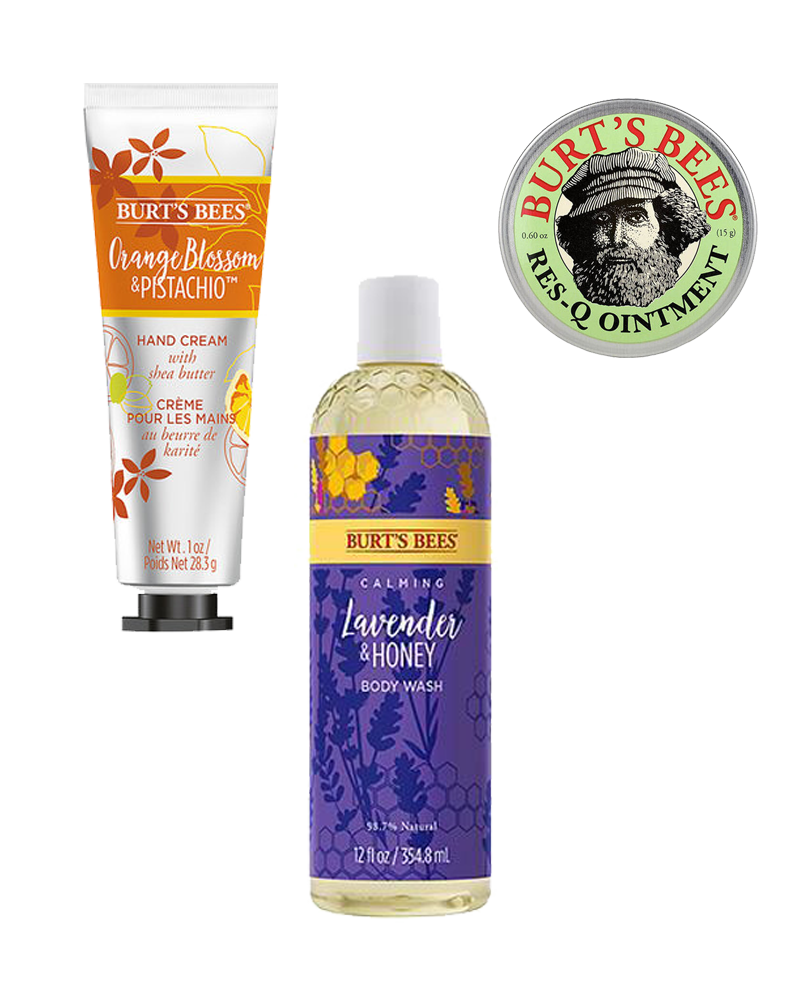 BURT'S BEES®
Orange Blossom
& PISTACHIO™
HAND CREAM
with
shea butter
CRÈME
POUR LES MAINS
au beurre de
karité
Net Wt. 1 oz /
Poids Net 28.3 g
BURT'S BEES®
0.60 oz (15 g)
RES-Q OINTMENT
BURT'S BEES®
CALMING
Lavender
& HONEY
BODY WASH
98.7% Natural
12 fl oz / 354.8 mL